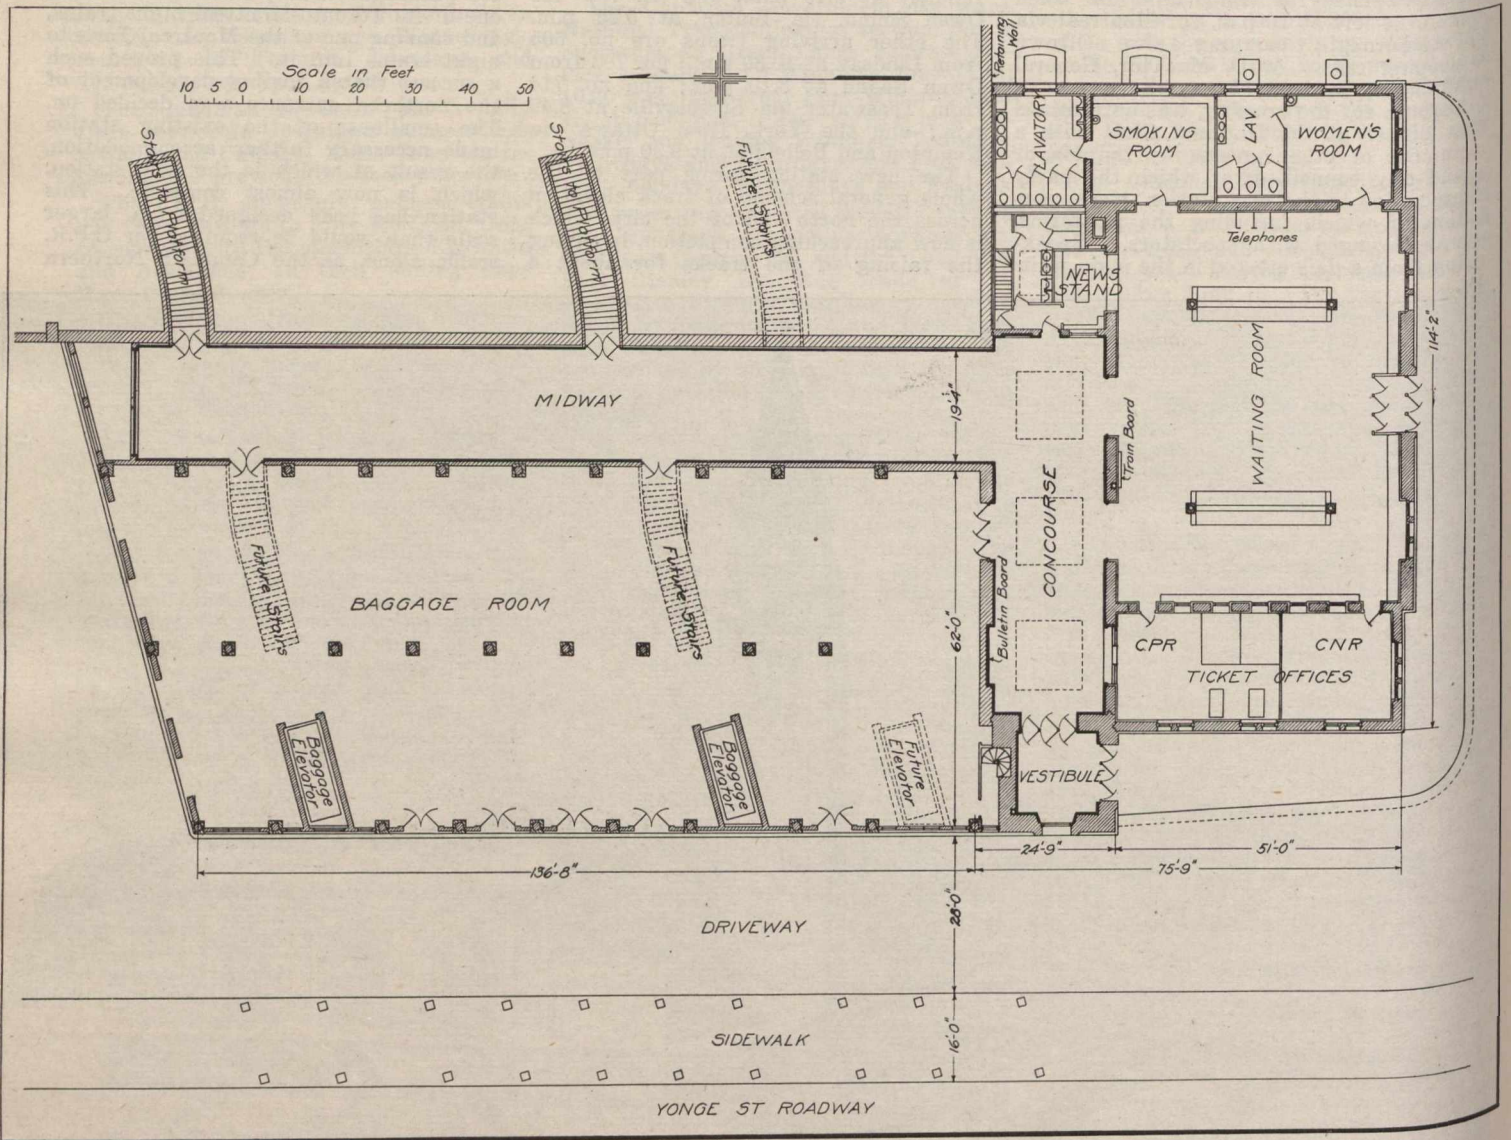 Scale in Feet
10 5 0 10 20 30 40 50
Retaining
Wall
Stairs to Platform
Stairs to Platform
Future Stairs
LAVATORY
SMOKING
ROOM
LAV.
WOMEN'S
ROOM
Telephones
NEWS
STAND
114'-2"
WAITING ROOM
MIDWAY
19'-4"
Train Board
CONCOURSE
Future Stairs
Future Stairs
BAGGAGE ROOM
62'-0"
Bulletin Board
CPR
CNR
TICKET OFFICES
Baggage
Elevator
Baggage
Elevator
Future
Elevator
VESTIBULE
24'-9"
51'-0"
136'-8"
75'-9"
DRIVEWAY
28'-0"
SIDEWALK
16'-0"
YONGE ST ROADWAY